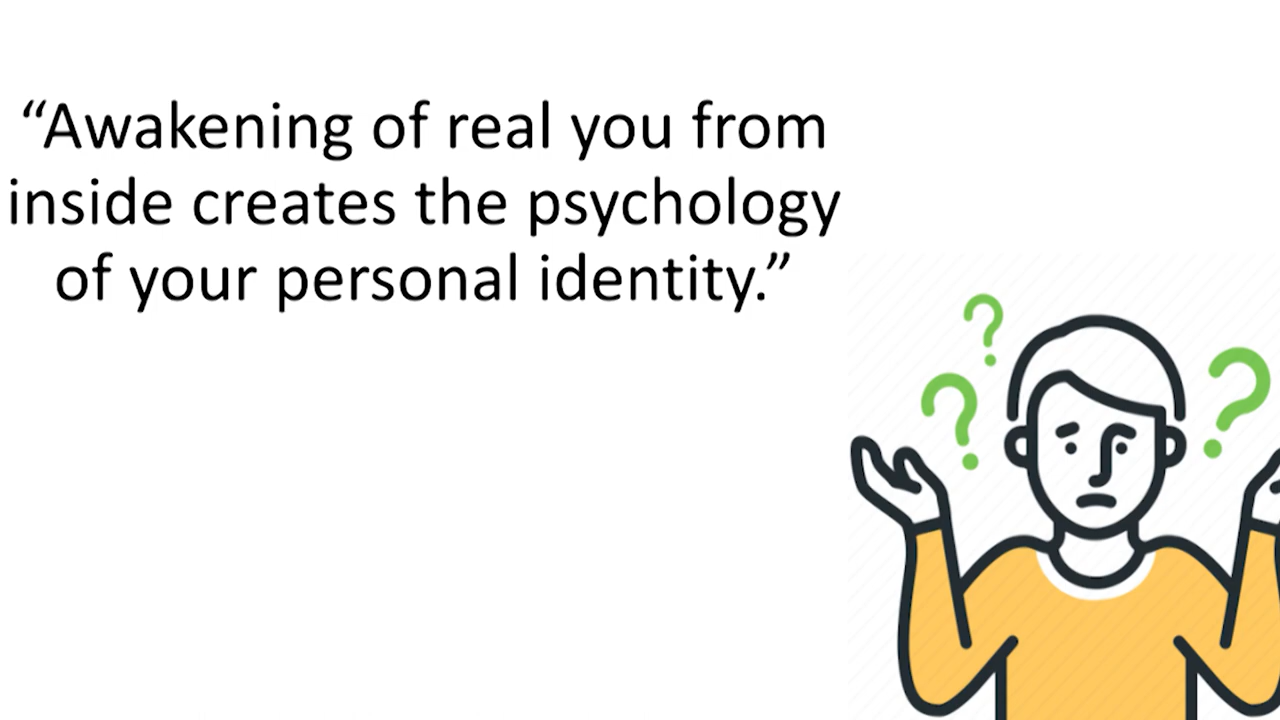 “Awakening of real you from
inside creates the psychology
of your personal identity.”